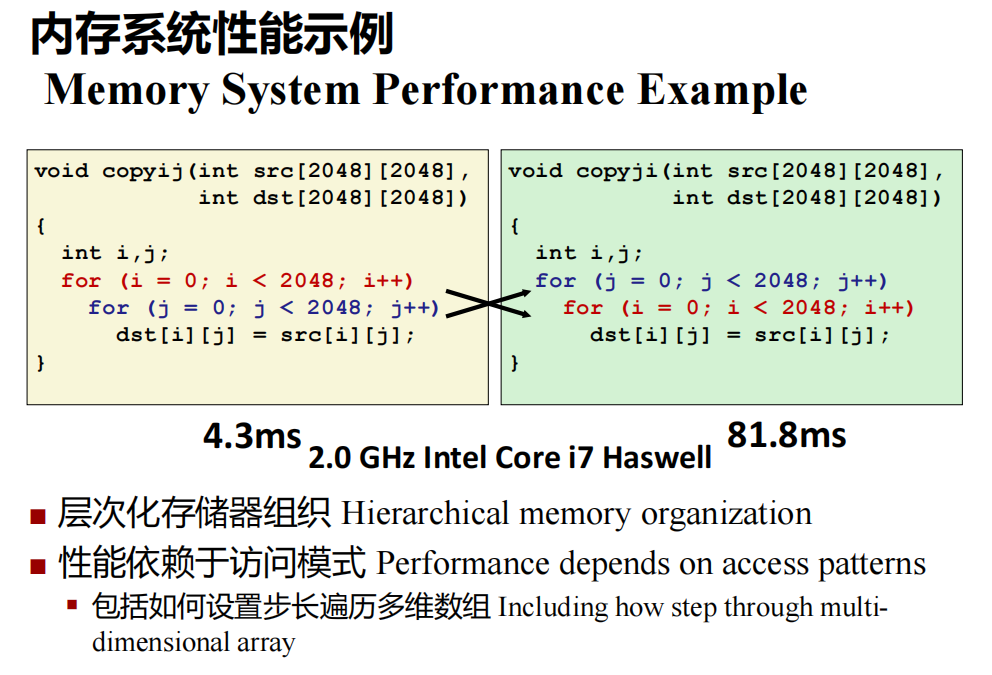 内存系统性能示例
Memory System Performance Example
void copyij(int src[2048][2048],
            int dst[2048][2048])
{
  int i,j;
  for (i = 0; i < 2048; i++)
    for (j = 0; j < 2048; j++)
      dst[i][j] = src[i][j];
}
void copyji(int src[2048][2048],
            int dst[2048][2048])
{
  int i,j;
  for (j = 0; j < 2048; j++)
    for (i = 0; i < 2048; i++)
      dst[i][j] = src[i][j];
}
4.3ms
81.8ms
2.0 GHz Intel Core i7 Haswell
■ 层次化存储器组织 Hierarchical memory organization
■ 性能依赖于访问模式 Performance depends on access patterns
▪ 包括如何设置步长遍历多维数组 Including how step through multi-
dimensional array